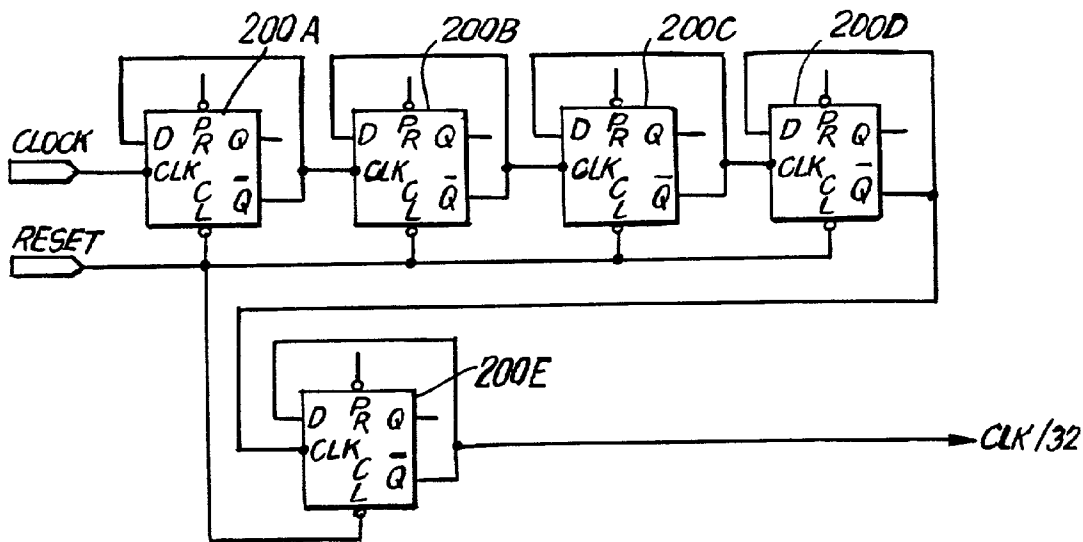 200A 200B 200C 200D
CLOCK
D PR Q
CLK
CL Q̅
D PR Q
CLK
CL Q̅
D PR Q
CLK
CL Q̅
D PR Q
CLK
CL Q̅
RESET
200E
D PR Q
CLK
CL Q̅
CLK/32